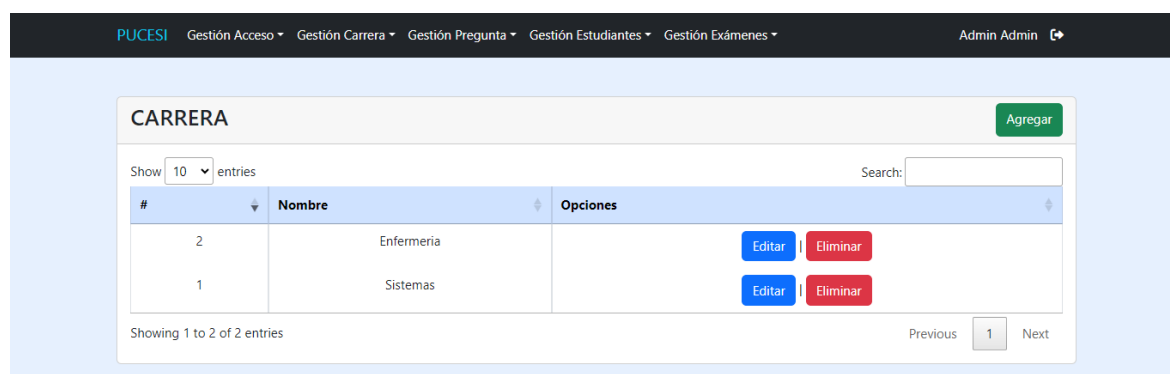 PUCESI Gestión Acceso Gestión Carrera Gestión Pregunta Gestión Estudiantes Gestión Exámenes Admin Admin
CARRERA Agregar
Show 10 entries Search:
# Nombre Opciones
2 Enfermeria Editar | Eliminar
1 Sistemas Editar | Eliminar
Showing 1 to 2 of 2 entries Previous 1 Next